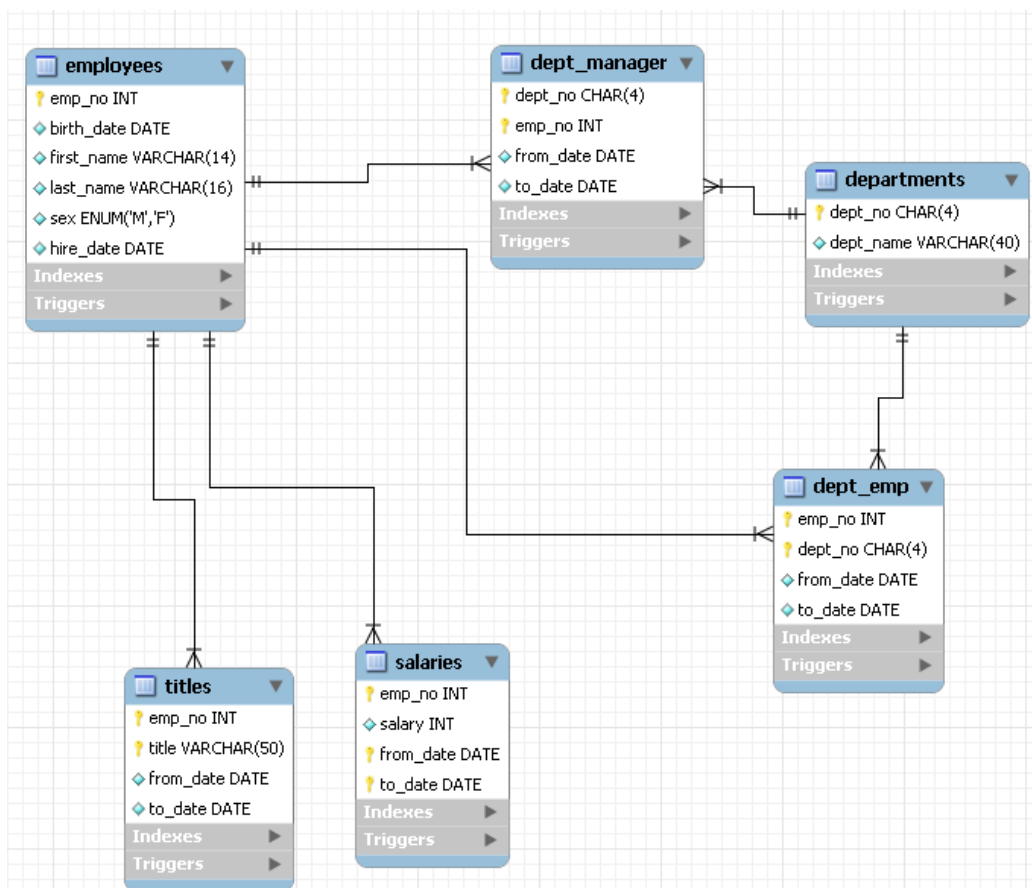 employees
emp_no INT
birth_date DATE
first_name VARCHAR(14)
last_name VARCHAR(16)
sex ENUM('M','F')
hire_date DATE
Indexes
Triggers
dept_manager
dept_no CHAR(4)
emp_no INT
from_date DATE
to_date DATE
Indexes
Triggers
departments
dept_no CHAR(4)
dept_name VARCHAR(40)
Indexes
Triggers
dept_emp
emp_no INT
dept_no CHAR(4)
from_date DATE
to_date DATE
Indexes
Triggers
titles
emp_no INT
title VARCHAR(50)
from_date DATE
to_date DATE
Indexes
Triggers
salaries
emp_no INT
salary INT
from_date DATE
to_date DATE
Indexes
Triggers